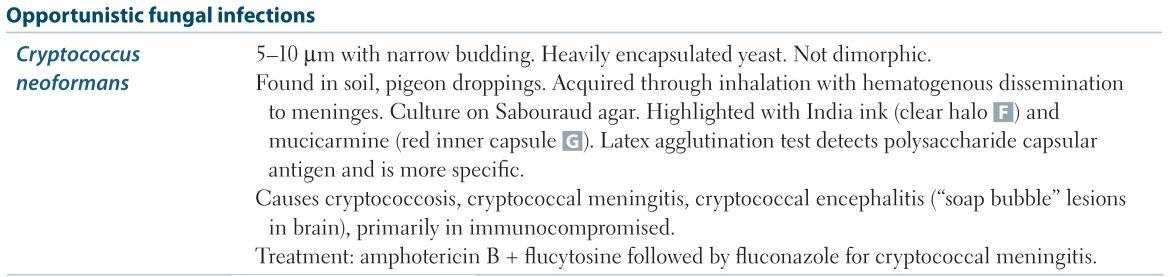 Opportunistic fungal infections
Cryptococcus
neoformans
5–10 μm with narrow budding. Heavily encapsulated yeast. Not dimorphic.
Found in soil, pigeon droppings. Acquired through inhalation with hematogenous dissemination
to meninges. Culture on Sabouraud agar. Highlighted with India ink (clear halo F) and
mucicarmine (red inner capsule G). Latex agglutination test detects polysaccharide capsular
antigen and is more specific.
Causes cryptococcosis, cryptococcal meningitis, cryptococcal encephalitis (“soap bubble” lesions
in brain), primarily in immunocompromised.
Treatment: amphotericin B + flucytosine followed by fluconazole for cryptococcal meningitis.